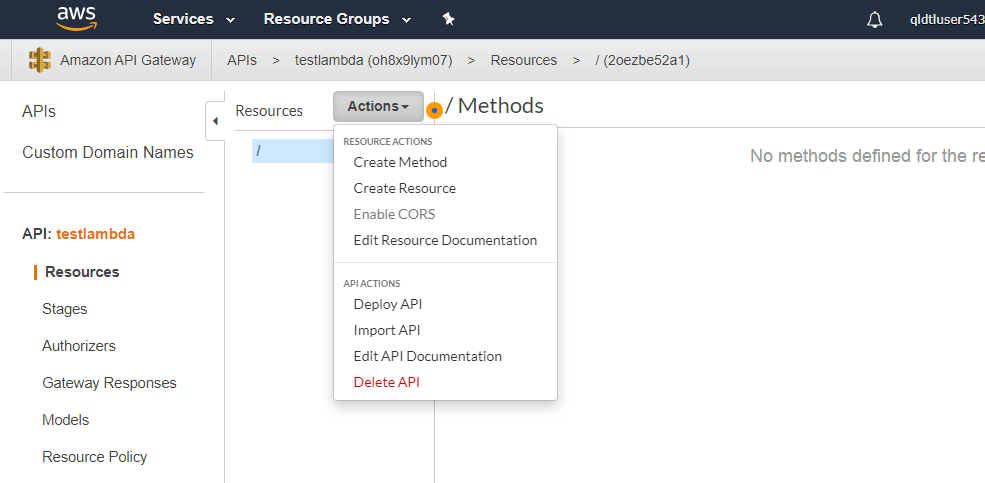 aws Services Resource Groups qldtluser543
Amazon API Gateway APIs > testlambda (oh8x9lym07) > Resources > / (2oezbe52a1)
APIs
Custom Domain Names
API: testlambda
Resources
Stages
Authorizers
Gateway Responses
Models
Resource Policy
Resources Actions
/
RESOURCE ACTIONS
Create Method
Create Resource
Enable CORS
Edit Resource Documentation
API ACTIONS
Deploy API
Import API
Edit API Documentation
Delete API
/ Methods
No methods defined for the re